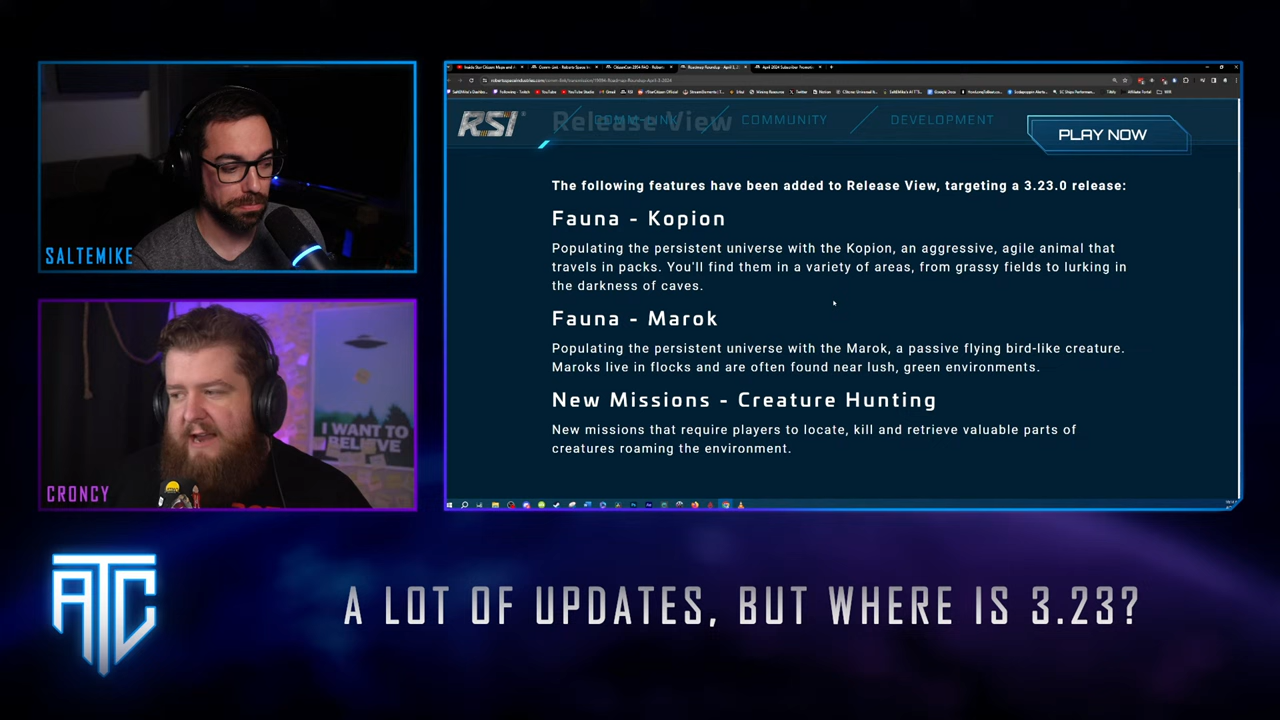 RSI
Release View
COMM-LINK
COMMUNITY
DEVELOPMENT
PLAY NOW
The following features have been added to Release View, targeting a 3.23.0 release:
Fauna - Kopion
Populating the persistent universe with the Kopion, an aggressive, agile animal that
travels in packs. You'll find them in a variety of areas, from grassy fields to lurking in
the darkness of caves.
Fauna - Marok
Populating the persistent universe with the Marok, a passive flying bird-like creature.
Maroks live in flocks and are often found near lush, green environments.
New Missions - Creature Hunting
New missions that require players to locate, kill and retrieve valuable parts of
creatures roaming the environment.
SALTEMIKE
I WANT TO
BELIEVE
CRONCY
ATC
A LOT OF UPDATES, BUT WHERE IS 3.23?